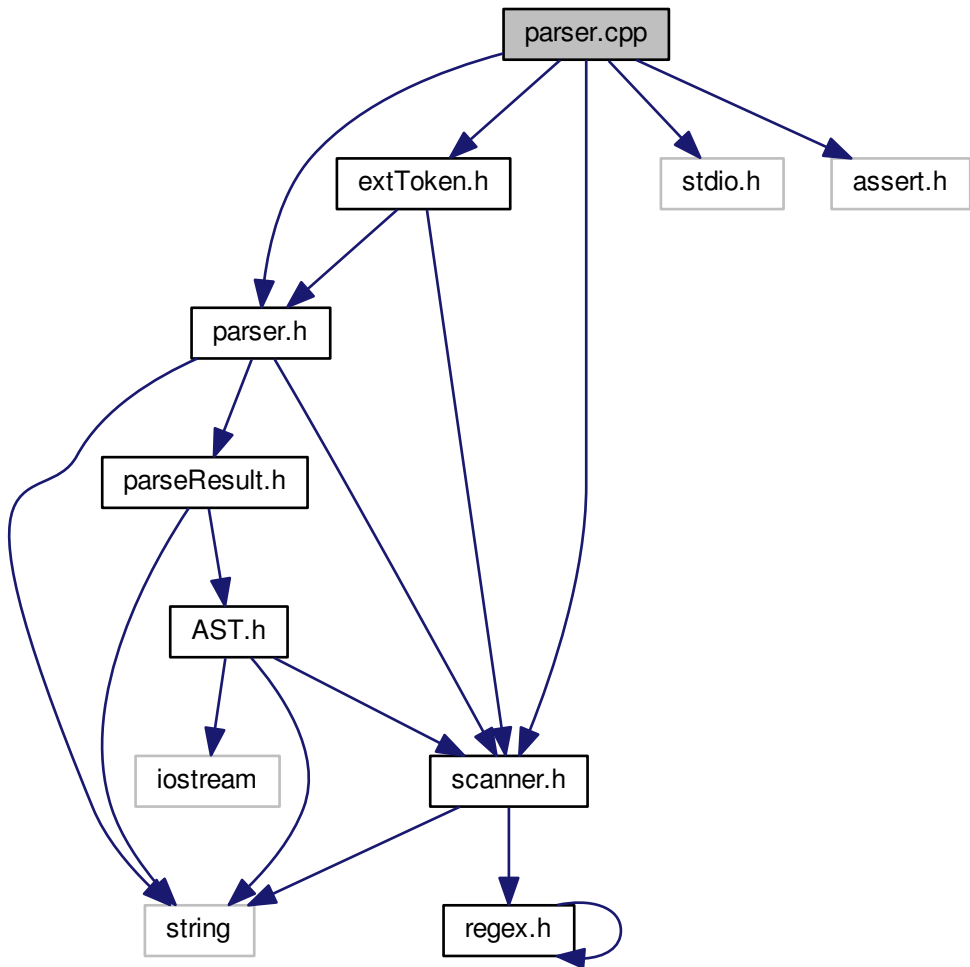 parser.cpp
extToken.h
stdio.h
assert.h
parser.h
parseResult.h
AST.h
iostream
scanner.h
string
regex.h